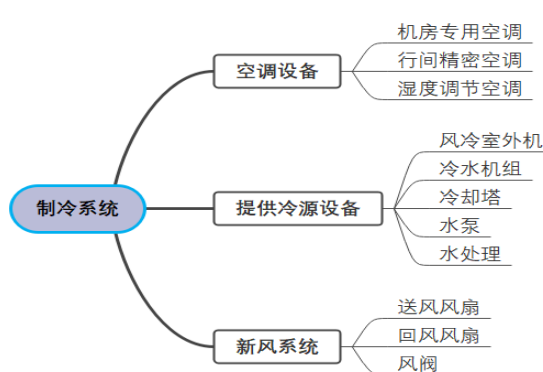 制冷系统
空调设备
机房专用空调
行间精密空调
湿度调节空调
提供冷源设备
风冷室外机
冷水机组
冷却塔
水泵
水处理
新风系统
送风风扇
回风风扇
风阀